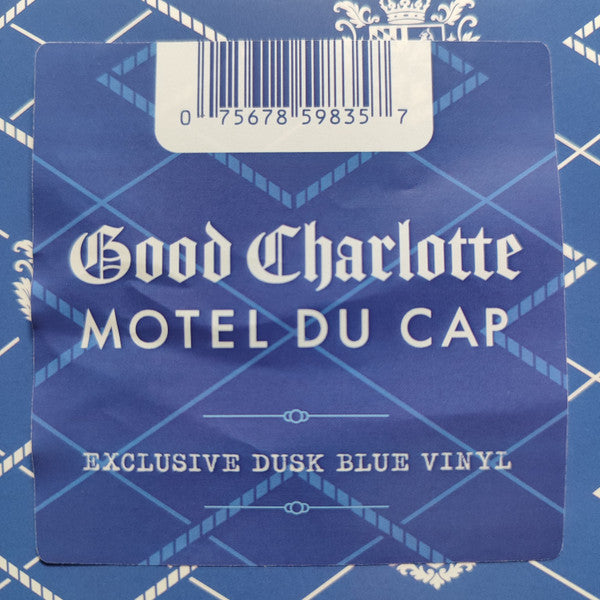 0 75678 59835 7
Good Charlotte
MOTEL DU CAP
EXCLUSIVE DUSK BLUE VINYL